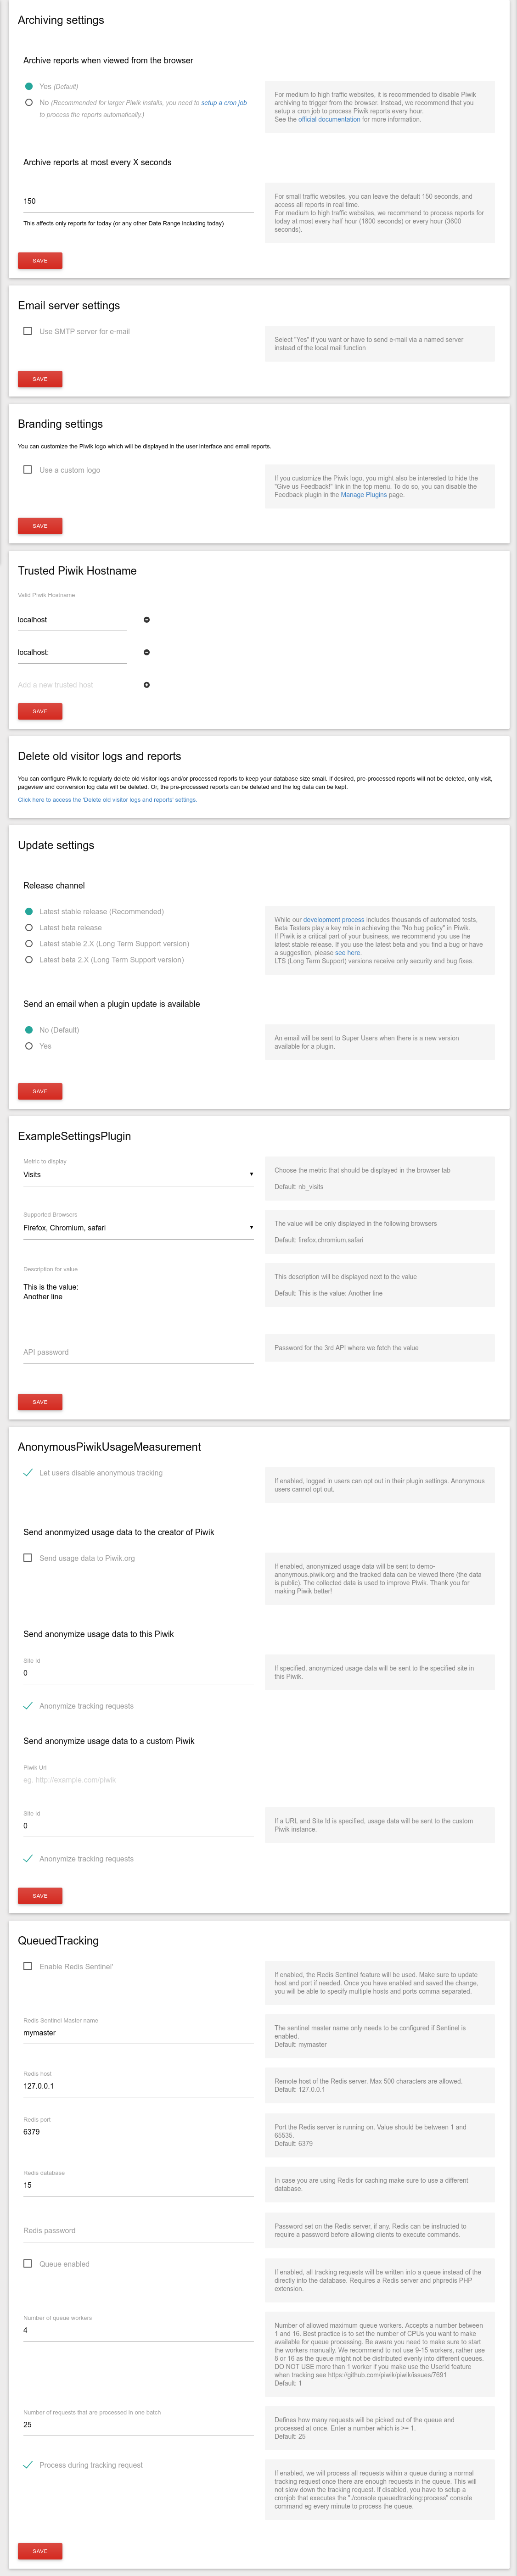 Archiving settings
Archive reports when viewed from the browser
Yes (Default)
No (Recommended for larger Piwik installs, you need to setup a cron job
to process the reports automatically.)
For medium to high traffic websites, it is recommended to disable Piwik
archiving to trigger from the browser. Instead, we recommend that you
setup a cron job to process Piwik reports every hour.
See the official documentation for more information.
Archive reports at most every X seconds
150
This affects only reports for today (or any other Date Range including today)
For small traffic websites, you can leave the default 150 seconds, and
access all reports in real time.
For medium to high traffic websites, we recommend to process reports for
today at most every half hour (1800 seconds) or every hour (3600
seconds).
SAVE
Email server settings
Use SMTP server for e-mail
Select "Yes" if you want or have to send e-mail via a named server
instead of the local mail function
SAVE
Branding settings
You can customize the Piwik logo which will be displayed in the user interface and email reports.
Use a custom logo
If you customize the Piwik logo, you might also be interested to hide the
"Give us Feedback!" link in the top menu. To do so, you can disable the
Feedback plugin in the Manage Plugins page.
SAVE
Trusted Piwik Hostname
Valid Piwik Hostname
localhost
localhost:
Add a new trusted host
SAVE
Delete old visitor logs and reports
You can configure Piwik to regularly delete old visitor logs and/or processed reports to keep your database size small. If desired, pre-processed reports will not be deleted, only visit,
pageview and conversion log data will be deleted. Or, the pre-processed reports can be deleted and the log data can be kept.
Click here to access the 'Delete old visitor logs and reports' settings.
Update settings
Release channel
Latest stable release (Recommended)
Latest beta release
Latest stable 2.X (Long Term Support version)
Latest beta 2.X (Long Term Support version)
While our development process includes thousands of automated tests,
Beta Testers play a key role in achieving the "No bug policy" in Piwik.
If Piwik is a critical part of your business, we recommend you use the
latest stable release. If you use the latest beta and you find a bug or have
a suggestion, please see here.
LTS (Long Term Support) versions receive only security and bug fixes.
Send an email when a plugin update is available
No (Default)
Yes
An email will be sent to Super Users when there is a new version
available for a plugin.
SAVE
ExampleSettingsPlugin
Metric to display
Visits
Choose the metric that should be displayed in the browser tab
Default: nb_visits
Supported Browsers
Firefox, Chromium, safari
The value will be only displayed in the following browsers
Default: firefox,chromium,safari
Description for value
This is the value:
Another line
This description will be displayed next to the value
Default: This is the value: Another line
API password
Password for the 3rd API where we fetch the value
SAVE
AnonymousPiwikUsageMeasurement
Let users disable anonymous tracking
If enabled, logged in users can opt out in their plugin settings. Anonymous
users cannot opt out.
Send anonmyized usage data to the creator of Piwik
Send usage data to Piwik.org
If enabled, anonymized usage data will be sent to demo-
anonymous.piwik.org and the tracked data can be viewed there (the data
is public). The collected data is used to improve Piwik. Thank you for
making Piwik better!
Send anonymize usage data to this Piwik
Site Id
0
If specified, anonymized usage data will be sent to the specified site in
this Piwik.
Anonymize tracking requests
Send anonymize usage data to a custom Piwik
Piwik Url
eg. http://example.com/piwik
Site Id
0
If a URL and Site Id is specified, usage data will be sent to the custom
Piwik instance.
Anonymize tracking requests
SAVE
QueuedTracking
Enable Redis Sentinel'
If enabled, the Redis Sentinel feature will be used. Make sure to update
host and port if needed. Once you have enabled and saved the change,
you will be able to specify multiple hosts and ports comma separated.
Redis Sentinel Master name
mymaster
The sentinel master name only needs to be configured if Sentinel is
enabled.
Default: mymaster
Redis host
127.0.0.1
Remote host of the Redis server. Max 500 characters are allowed.
Default: 127.0.0.1
Redis port
6379
Port the Redis server is running on. Value should be between 1 and
65535.
Default: 6379
Redis database
15
In case you are using Redis for caching make sure to use a different
database.
Redis password
Password set on the Redis server, if any. Redis can be instructed to
require a password before allowing clients to execute commands.
Queue enabled
If enabled, all tracking requests will be written into a queue instead of the
directly into the database. Requires a Redis server and phpredis PHP
extension.
Number of queue workers
4
Number of allowed maximum queue workers. Accepts a number between
1 and 16. Best practice is to set the number of CPUs you want to make
available for queue processing. Be aware you need to make sure to start
the workers manually. We recommend to not use 9-15 workers, rather use
8 or 16 as the queue might not be distributed evenly into different queues.
DO NOT USE more than 1 worker if you make use the UserId feature
when tracking see https://github.com/piwik/piwik/issues/7691
Default: 1
Number of requests that are processed in one batch
25
Defines how many requests will be picked out of the queue and
processed at once. Enter a number which is >= 1.
Default: 25
Process during tracking request
If enabled, we will process all requests within a queue during a normal
tracking request once there are enough requests in the queue. This will
not slow down the tracking request. If disabled, you have to setup a
cronjob that executes the "./console queuedtracking:process" console
command eg every minute to process the queue.
SAVE